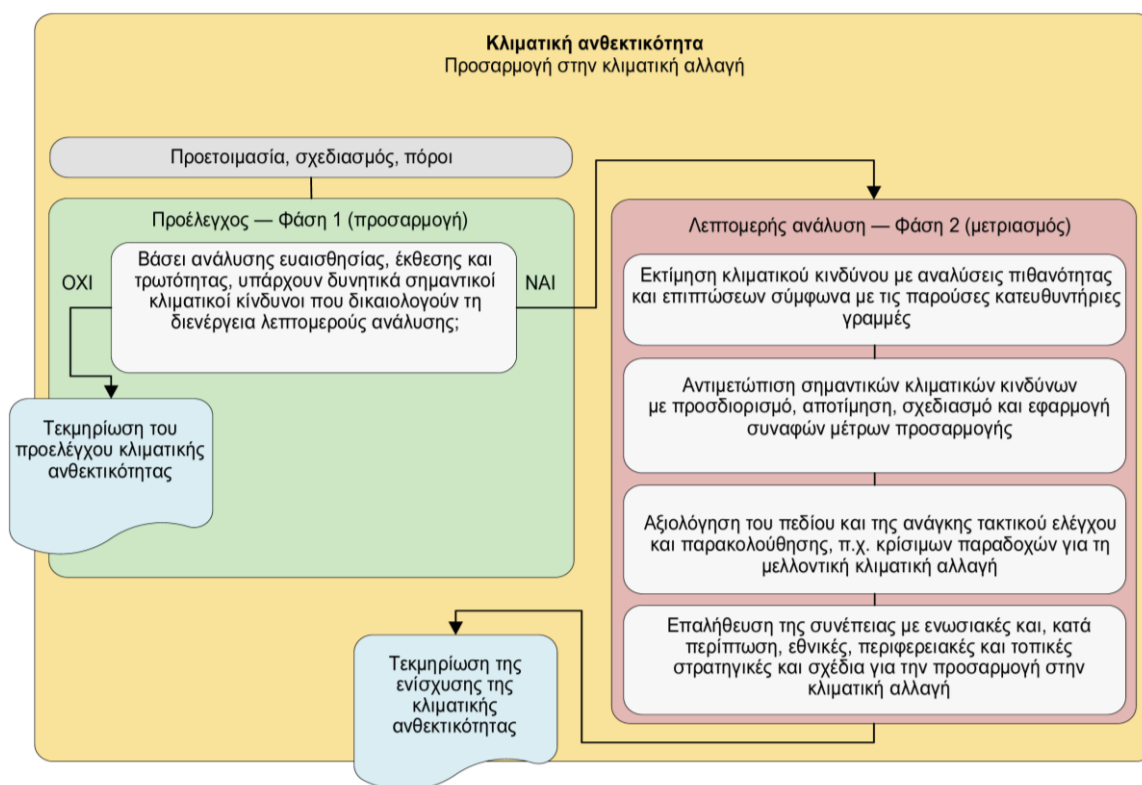 Κλιματική ανθεκτικότητα
Προσαρμογή στην κλιματική αλλαγή
Προετοιμασία, σχεδιασμός, πόροι
Προέλεγχος — Φάση 1 (προσαρμογή)
Βάσει ανάλυσης ευαισθησίας, έκθεσης και
τρωτότητας, υπάρχουν δυνητικά σημαντικοί
κλιματικοί κίνδυνοι που δικαιολογούν τη
διενέργεια λεπτομερούς ανάλυσης;
ΟΧΙ
ΝΑΙ
Τεκμηρίωση του
προελέγχου κλιματικής
ανθεκτικότητας
Λεπτομερής ανάλυση — Φάση 2 (μετριασμός)
Εκτίμηση κλιματικού κινδύνου με αναλύσεις πιθανότητας
και επιπτώσεων σύμφωνα με τις παρούσες κατευθυντήριες
γραμμές
Αντιμετώπιση σημαντικών κλιματικών κινδύνων
με προσδιορισμό, αποτίμηση, σχεδιασμό και εφαρμογή
συναφών μέτρων προσαρμογής
Αξιολόγηση του πεδίου και της ανάγκης τακτικού ελέγχου
και παρακολούθησης, π.χ. κρίσιμων παραδοχών για τη
μελλοντική κλιματική αλλαγή
Επαλήθευση της συνέπειας με ενωσιακές και, κατά
περίπτωση, εθνικές, περιφερειακές και τοπικές
στρατηγικές και σχέδια για την προσαρμογή στην
κλιματική αλλαγή
Τεκμηρίωση της
ενίσχυσης της
κλιματικής
ανθεκτικότητας